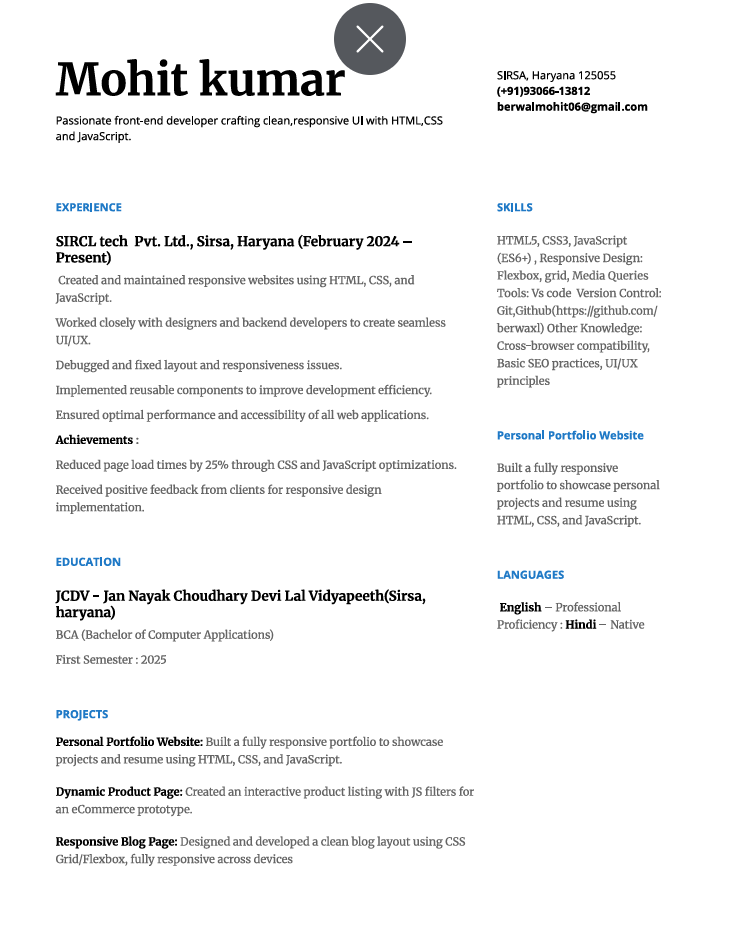 Mohit kumar
Passionate front-end developer crafting clean,responsive UI with HTML,CSS
and JavaScript.
SIRSA, Haryana 125055
(+91)93066-13812
berwalmohit06@gmail.com
EXPERIENCE
SIRCL tech  Pvt. Ltd., Sirsa, Haryana (February 2024 –
Present)
Created and maintained responsive websites using HTML, CSS, and
JavaScript.
Worked closely with designers and backend developers to create seamless
UI/UX.
Debugged and fixed layout and responsiveness issues.
Implemented reusable components to improve development efficiency.
Ensured optimal performance and accessibility of all web applications.
Achievements :
Reduced page load times by 25% through CSS and JavaScript optimizations.
Received positive feedback from clients for responsive design
implementation.
EDUCATION
JCDV - Jan Nayak Choudhary Devi Lal Vidyapeeth(Sirsa,
haryana)
BCA (Bachelor of Computer Applications)
First Semester : 2025
PROJECTS
Personal Portfolio Website: Built a fully responsive portfolio to showcase
projects and resume using HTML, CSS, and JavaScript.
Dynamic Product Page: Created an interactive product listing with JS filters for
an eCommerce prototype.
Responsive Blog Page: Designed and developed a clean blog layout using CSS
Grid/Flexbox, fully responsive across devices
SKILLS
HTML5, CSS3, JavaScript
(ES6+) , Responsive Design:
Flexbox, grid, Media Queries
Tools: Vs code  Version Control:
Git,Github(https://github.com/
berwaxl) Other Knowledge:
Cross-browser compatibility,
Basic SEO practices, UI/UX
principles
Personal Portfolio Website
Built a fully responsive
portfolio to showcase personal
projects and resume using
HTML, CSS, and JavaScript.
LANGUAGES
English – Professional
Proficiency : Hindi – Native